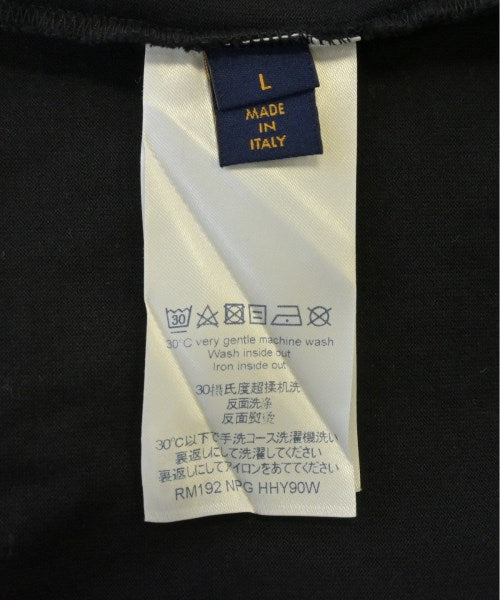 L
MADE
IN
ITALY
30
30°C very gentle machine wash
Wash inside out
Iron inside out
30摄氏度超揉机洗
反面洗涤
反面熨烫
30℃以下で手洗コース洗濯機洗い
裏返しにして洗濯してください
裏返しにしてアイロンをあててください
RM192 NPG HHY90W